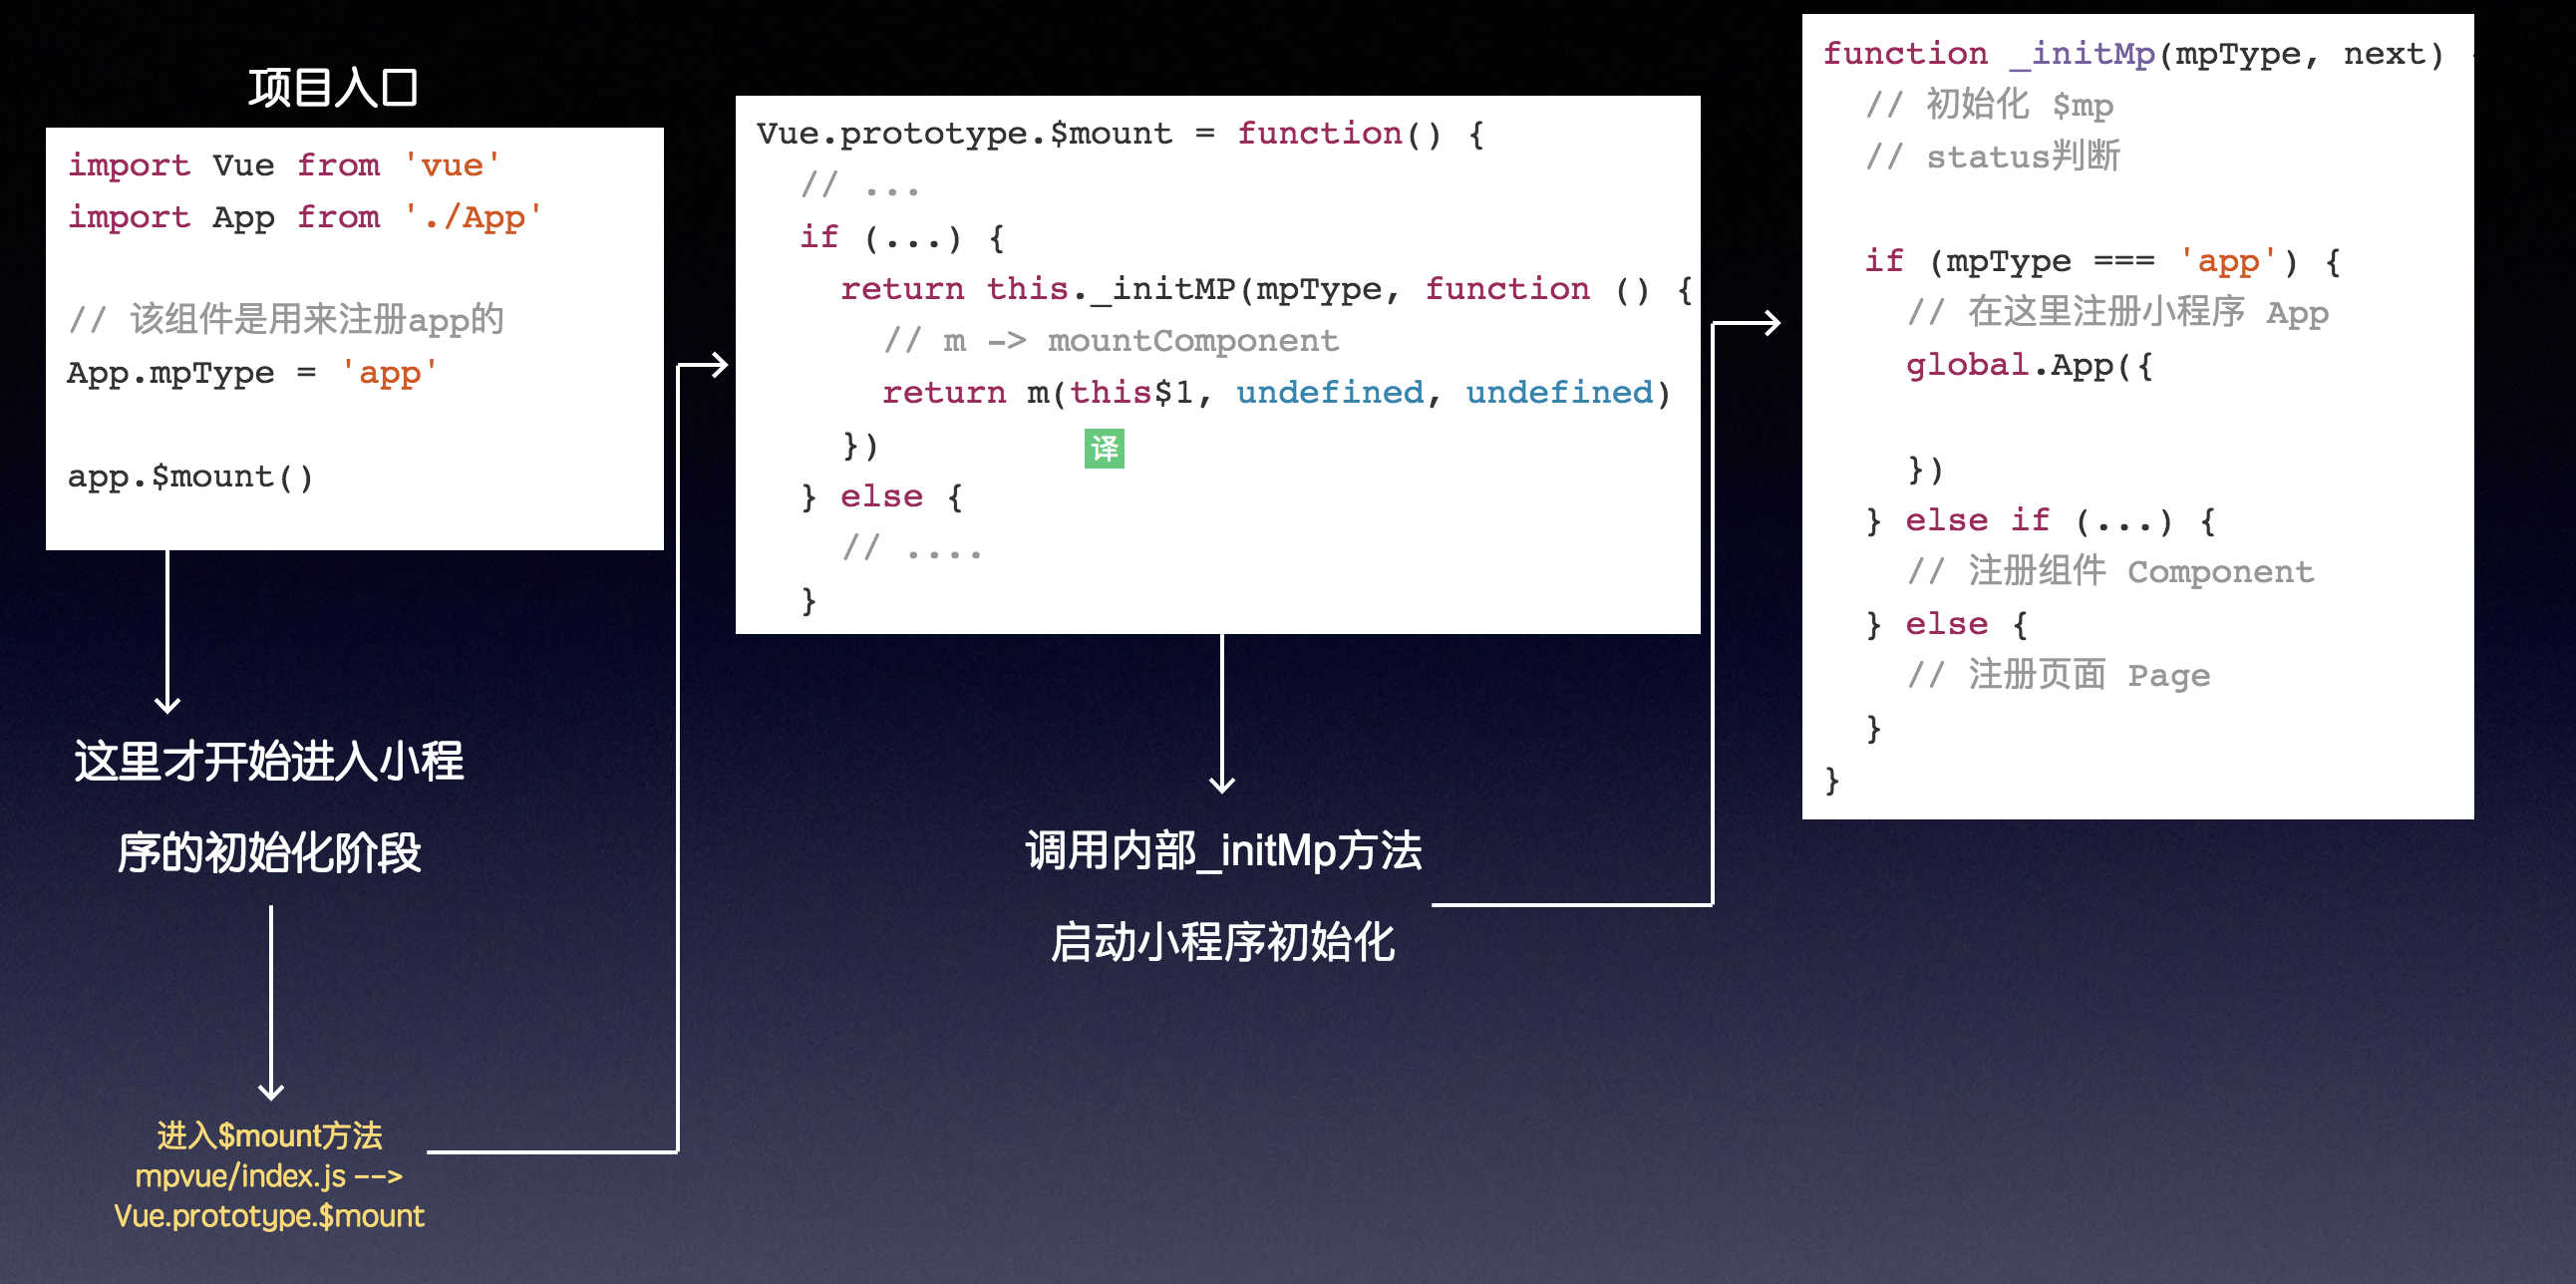 项目入口
import Vue from 'vue'
import App from './App'
// 该组件是用来注册app的
App.mpType = 'app'
app.$mount()
这里才开始进入小程
序的初始化阶段
进入$mount方法
mpvue/index.js -->
Vue.prototype.$mount
Vue.prototype.$mount = function() {
// ...
if (...) {
return this._initMP(mpType, function () {
// m -> mountComponent
return m(this$1, undefined, undefined)
})
译
} else {
// ....
}
调用内部_initMp方法
启动小程序初始化
function _initMp(mpType, next) {
// 初始化 $mp
// status判断
if (mpType === 'app') {
// 在这里注册小程序 App
global.App({
})
} else if (...) {
// 注册组件 Component
} else {
// 注册页面 Page
}
}